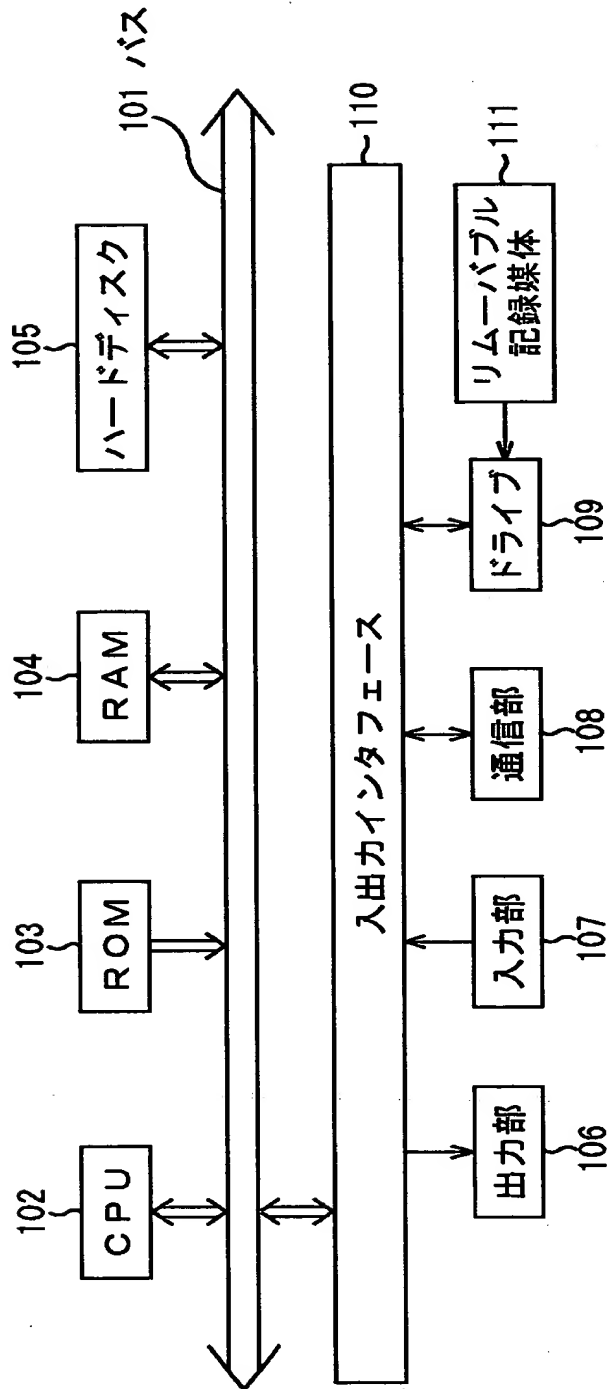 102
CPU
103
ROM
104
RAM
105
ハードディスク
101 バス
110
入出力インタフェース
出力部
106
入力部
107
通信部
108
ドライブ
109
111
リムーバブル
記録媒体